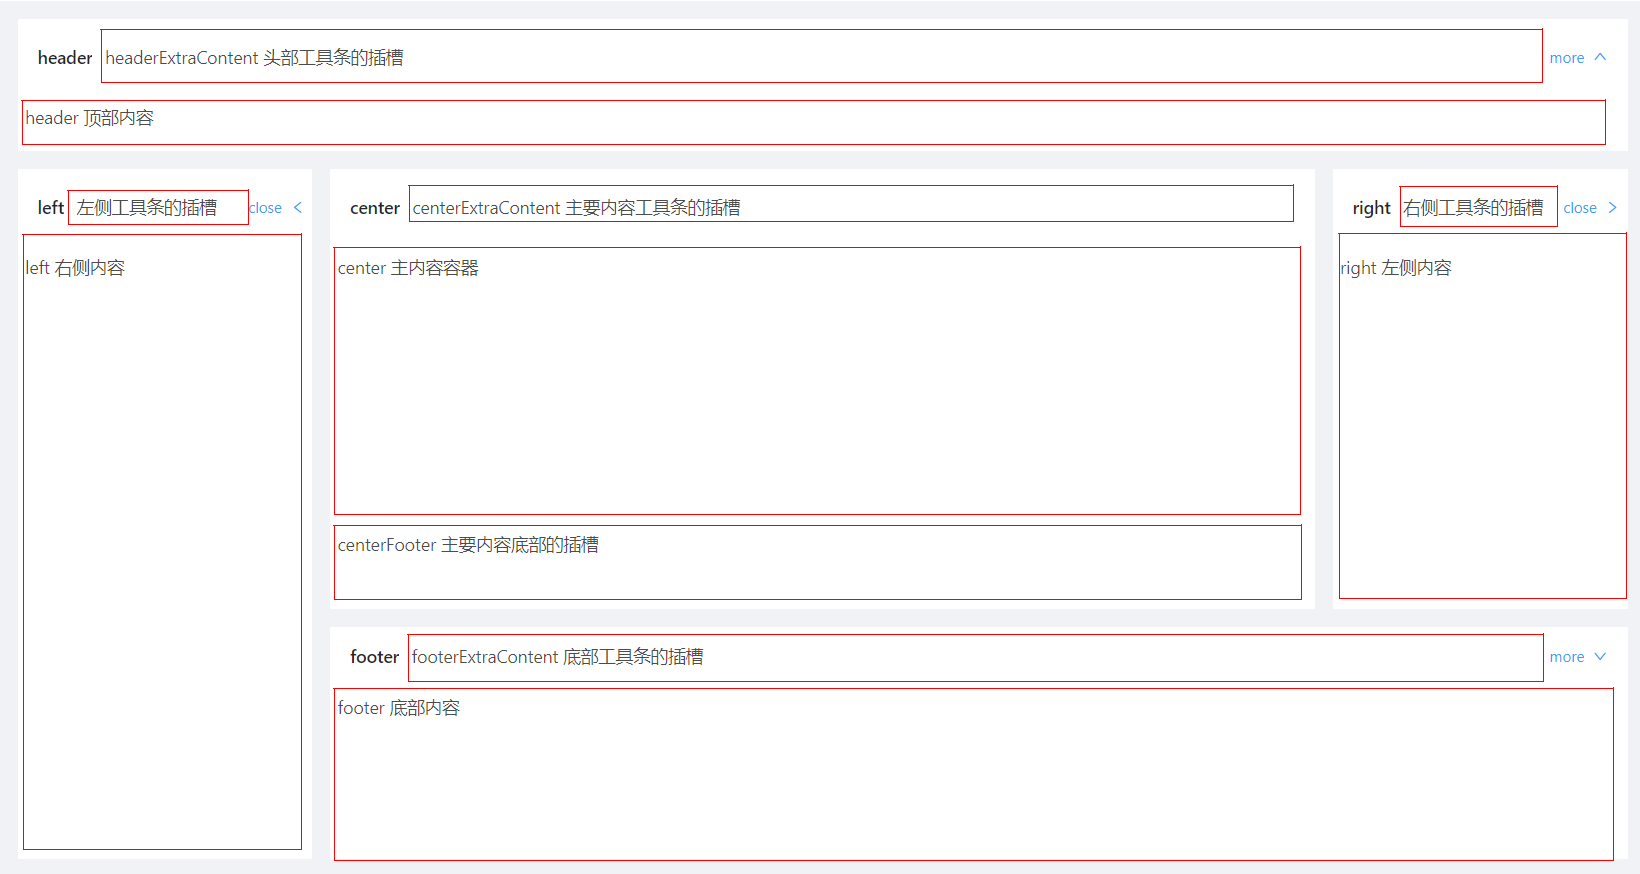 header headerExtraContent 头部工具条的插槽 more
header 顶部内容
left 左侧工具条的插槽 close
left 右侧内容
center centerExtraContent 主要内容工具条的插槽
center 主内容容器
centerFooter 主要内容底部的插槽
right 右侧工具条的插槽 close
right 左侧内容
footer footerExtraContent 底部工具条的插槽 more
footer 底部内容